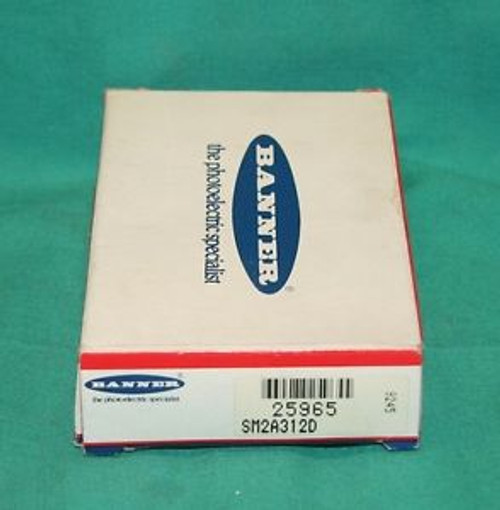 BANNER
the photoelectric specialist
BANNER
the photoelectric specialist
25965
SM2A312D
9245